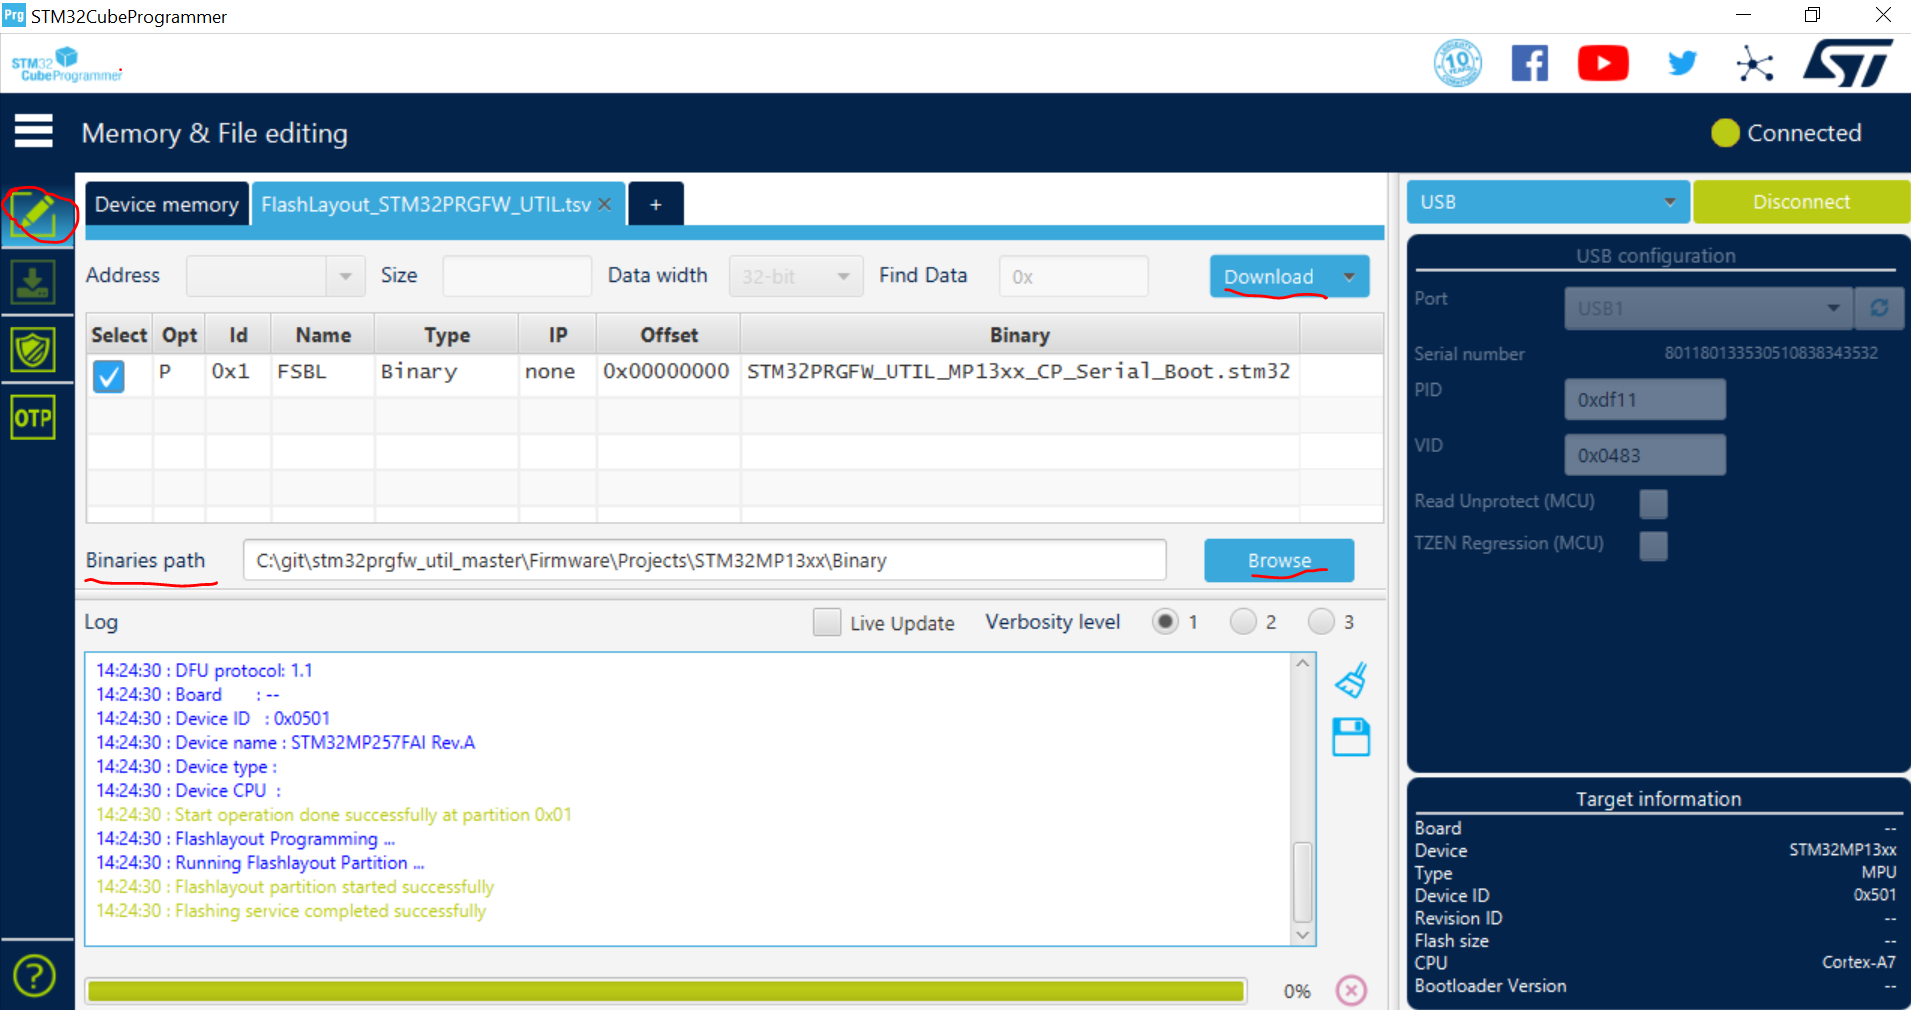 Prg STM32CubeProgrammer
STM32
CubeProgrammer
10
ST
Memory & File editing
Connected
Device memory
FlashLayout_STM32PRGFW_UTIL.tsv
+
USB
Disconnect
Address
Size
Data width
32-bit
Find Data
0x
Download
Select Opt Id Name Type IP Offset Binary
P 0x1 FSBL Binary none 0x00000000 STM32PRGFW_UTIL_MP13xx_CP_Serial_Boot.stm32
OTP
Binaries path
C:\git\stm32prgfw_util_master\Firmware\Projects\STM32MP13xx\Binary
Browse
Log
Live Update
Verbosity level
1
2
3
14:24:30 : DFU protocol: 1.1
14:24:30 : Board : --
14:24:30 : Device ID : 0x0501
14:24:30 : Device name : STM32MP257FAI Rev.A
14:24:30 : Device type :
14:24:30 : Device CPU :
14:24:30 : Start operation done successfully at partition 0x01
14:24:30 : Flashlayout Programming ...
14:24:30 : Running Flashlayout Partition ...
14:24:30 : Flashlayout partition started successfully
14:24:30 : Flashing service completed successfully
0%
?
USB configuration
Port USB1
Serial number 801180133530510838343532
PID 0xdf11
VID 0x0483
Read Unprotect (MCU)
TZEN Regression (MCU)
Target information
Board --
Device STM32MP13xx
Type MPU
Device ID 0x501
Revision ID --
Flash size --
CPU Cortex-A7
Bootloader Version --